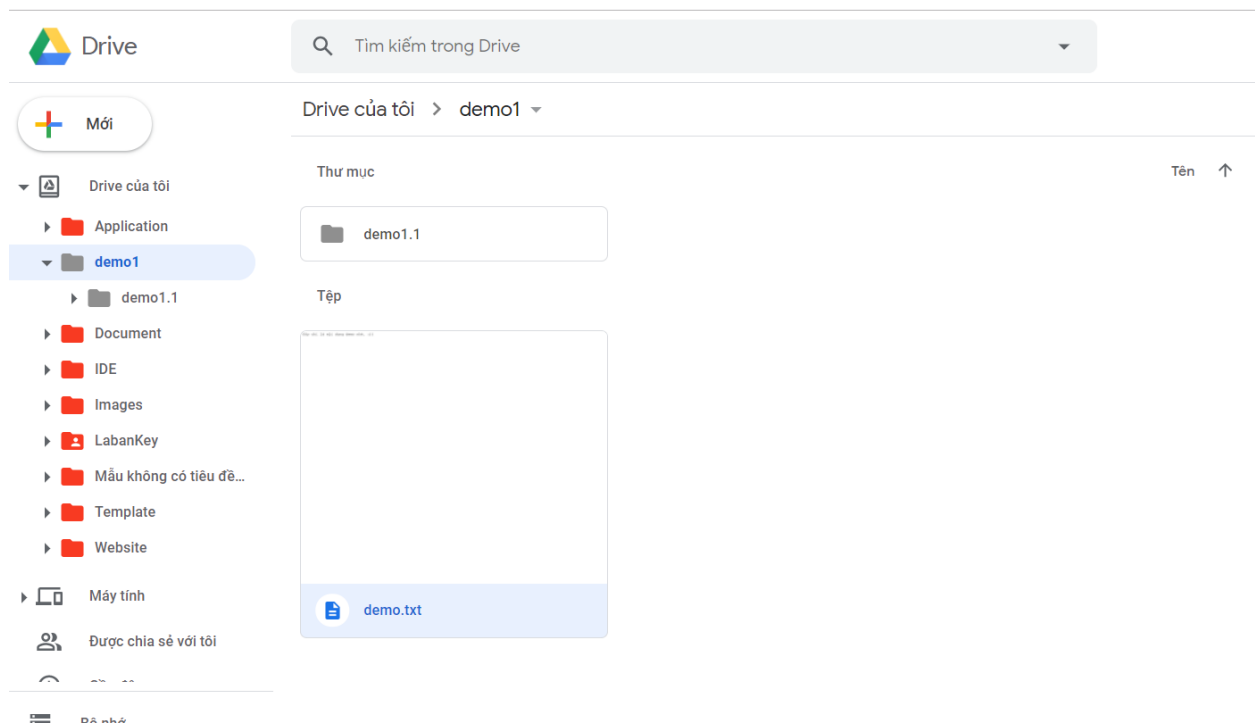 Drive
Tìm kiếm trong Drive
Mới
Drive của tôi
Application
demo1
demo1.1
Document
IDE
Images
LabanKey
Mẫu không có tiêu đề...
Template
Website
Máy tính
Được chia sẻ với tôi
Bộ nhớ
Drive của tôi > demo1
Thư mục
Tên
demo1.1
Tệp
demo.txt